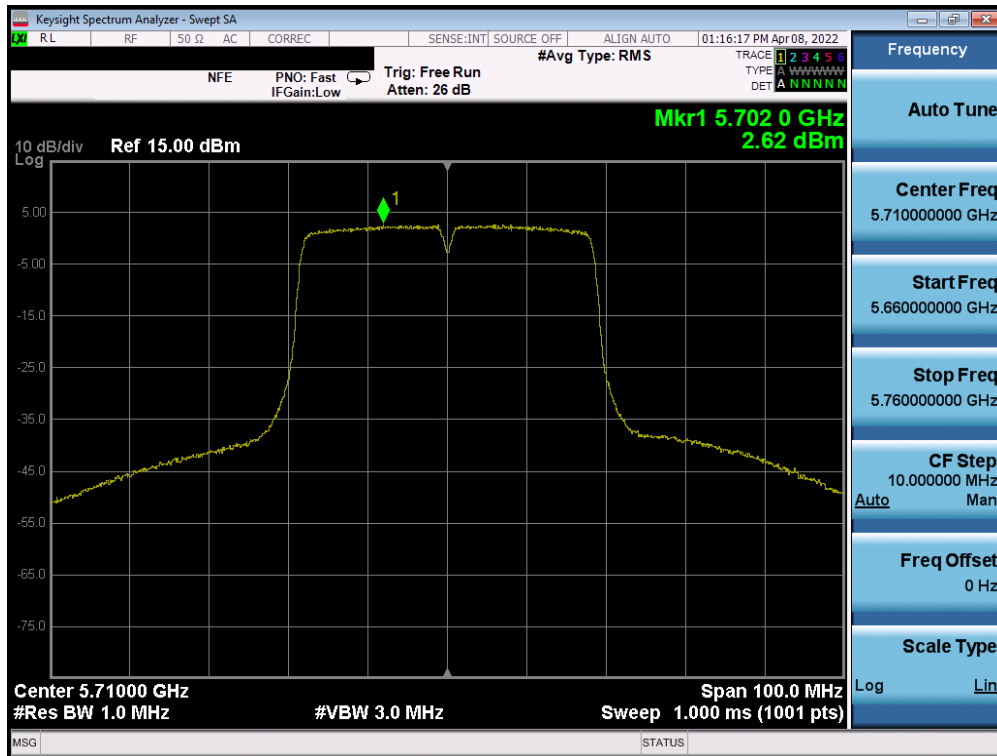 Keysight Spectrum Analyzer - Swept SA
LXI RL RF 50 Ω AC CORREC SENSE:INT SOURCE OFF ALIGN AUTO 01:16:17 PM Apr 08, 2022
NFE PNO: Fast Trig: Free Run #Avg Type: RMS TRACE 1 2 3 4 5 6
IFGain:Low Atten: 26 dB TYPE A WWWWW
DET A N N N N N
Mkr1 5.702 0 GHz
2.62 dBm
10 dB/div Ref 15.00 dBm
Log
1
5.00
-5.00
-15.0
-25.0
-35.0
-45.0
-55.0
-65.0
-75.0
Center 5.71000 GHz Span 100.0 MHz
#Res BW 1.0 MHz #VBW 3.0 MHz Sweep 1.000 ms (1001 pts)
MSG STATUS
Frequency
Auto Tune
Center Freq
5.710000000 GHz
Start Freq
5.660000000 GHz
Stop Freq
5.760000000 GHz
CF Step
10.000000 MHz
Auto Man
Freq Offset
0 Hz
Scale Type
Log Lin